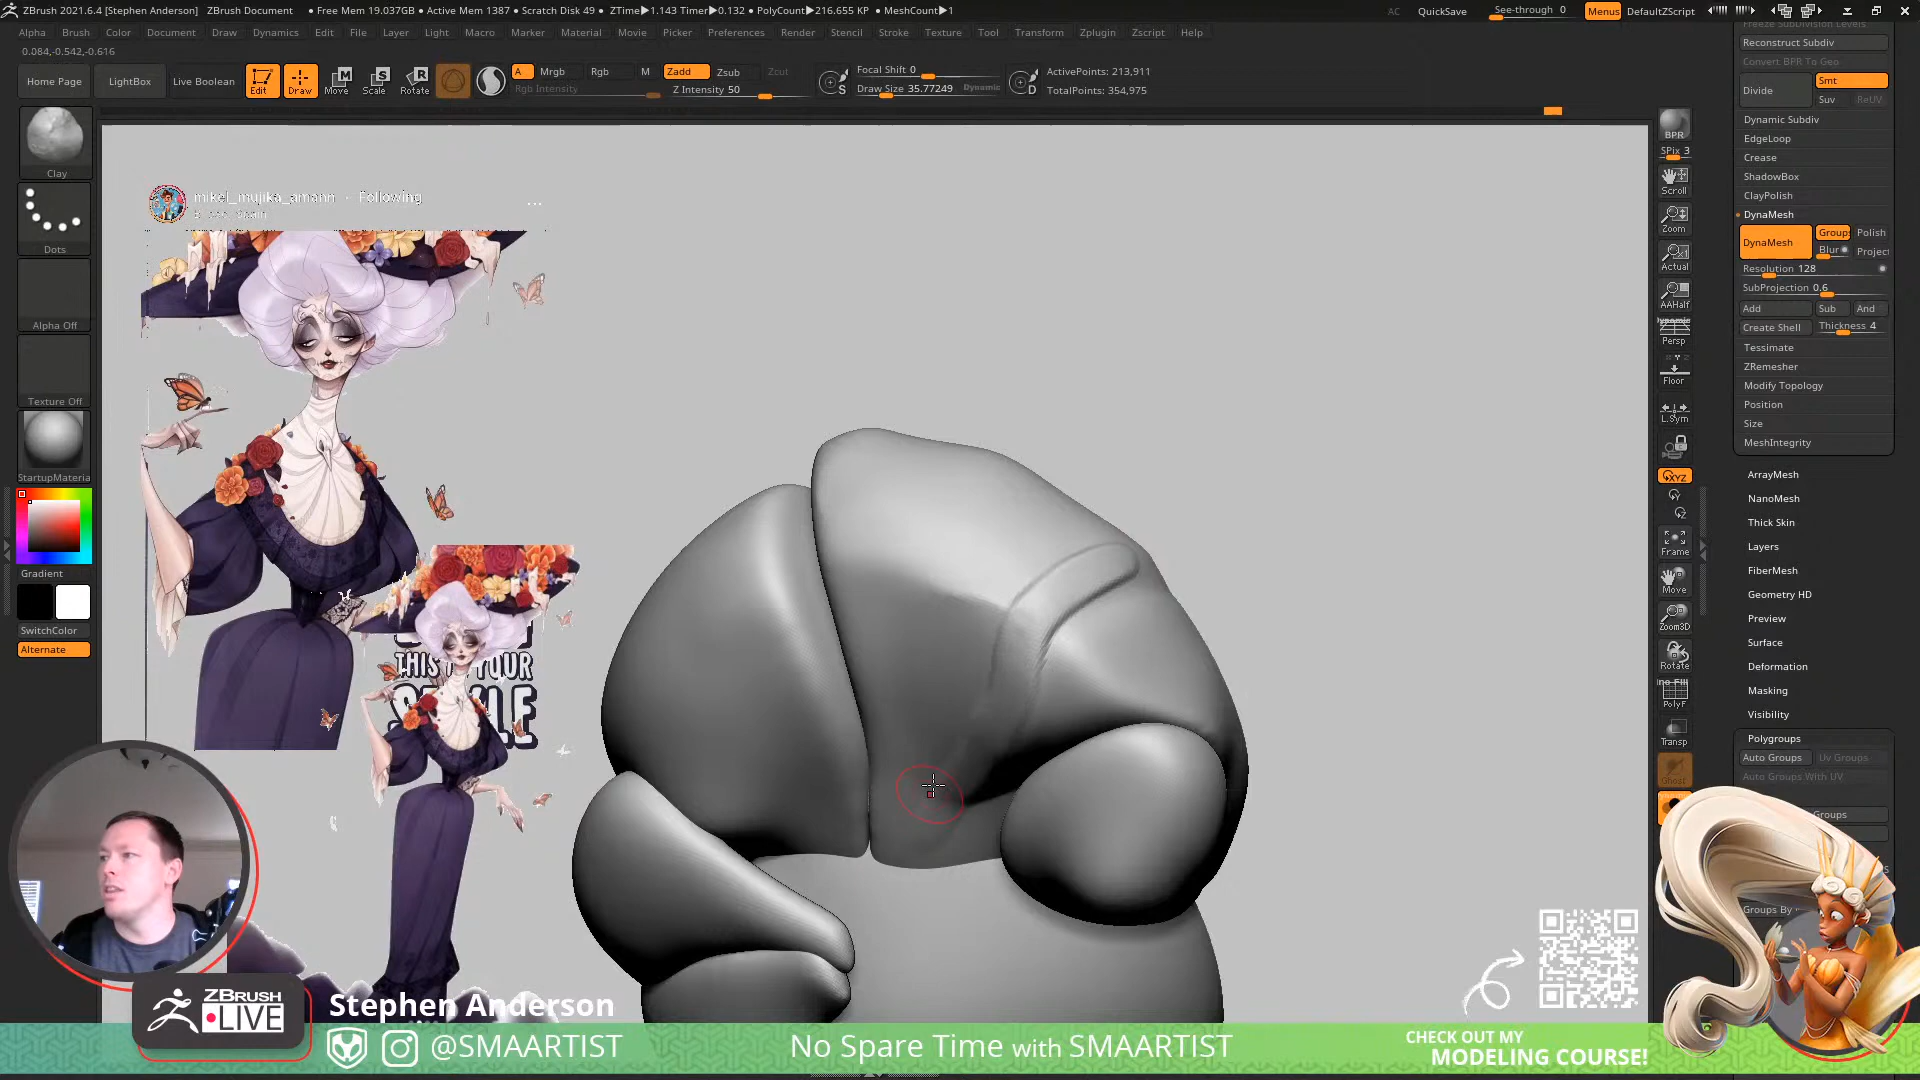 ZBrush 2021.6.4 [Stephen Anderson]   ZBrush Document   • Free Mem 19.037GB • Active Mem 1387 • Scratch Disk 49 • ZTime▶1.143 Timer▶0.132 • PolyCount▶216.655 KP • MeshCount▶1   AC   QuickSave   See-through 0   Menus   DefaultZScript
Alpha Brush Color Document Draw Dynamics Edit File Layer Light Macro Marker Material Movie Picker Preferences Render Stencil Stroke Texture Tool Transform Zplugin Zscript Help
0.084,-0.542,-0.616
Home Page LightBox Live Boolean Edit Draw Move Scale Rotate
A Mrgb Rgb M Zadd Zsub Zcut
Rgb Intensity Z Intensity 50
S Focal Shift 0
Draw Size 35.77249 Dynamic
D ActivePoints: 213,911
TotalPoints: 354,975
Clay
Dots
Alpha Off
Texture Off
StartupMateria
Gradient
SwitchColor
Alternate
mikel_mujika_amann · Following
...
THIS YOUR
BPR
SPix 3
Scroll
Zoom
Actual
AAHalf
Dynamic
Persp
Floor
L.Sym
XYZ
Y
Z
Frame
Move
Zoom3D
Rotate
PolyF
Transp
Ghost
Freeze Subdivision Levels
Reconstruct Subdiv
Convert BPR To Geo
Divide Smt
Suv ReUV
Dynamic Subdiv
EdgeLoop
Crease
ShadowBox
ClayPolish
DynaMesh
DynaMesh Groups Polish
Blur Project
Resolution 128
SubProjection 0.6
Add Sub And
Create Shell Thickness 4
Tessimate
ZRemesher
Modify Topology
Position
Size
MeshIntegrity
ArrayMesh
NanoMesh
Thick Skin
Layers
FiberMesh
Geometry HD
Preview
Surface
Deformation
Masking
Visibility
Polygroups
Auto Groups Uv Groups
Auto Groups With UV
Groups
Groups By
ZBRUSH
•LIVE
Stephen Anderson
@SMAARTIST
No Spare Time with SMAARTIST
CHECK OUT MY
MODELING COURSE!